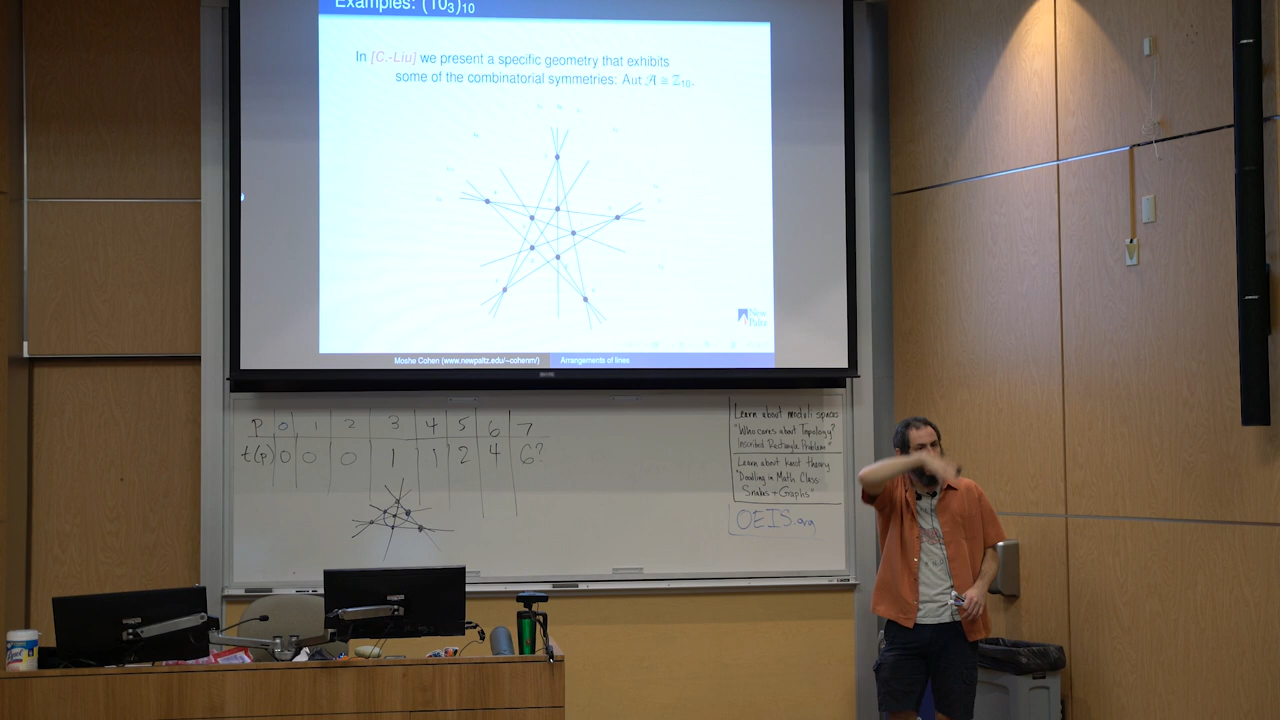 Examples: (10₃)₁₀
In [C.-Liu] we present a specific geometry that exhibits
some of the combinatorial symmetries: Aut 𝒜 ≅ ℤ₁₀.
New
Paltz
Moshe Cohen (www.newpaltz.edu/~cohenm/) Arrangements of lines
P 0 1 2 3 4 5 6 7
t(p) 0 0 0 1 1 2 4 6?
Learn about moduli spaces
"Who cares about Topology?"
Inscribed Rectangle Problem
Learn about knot theory
"Doodling in Math Class:
Snakes + Graphs"
OEIS.org